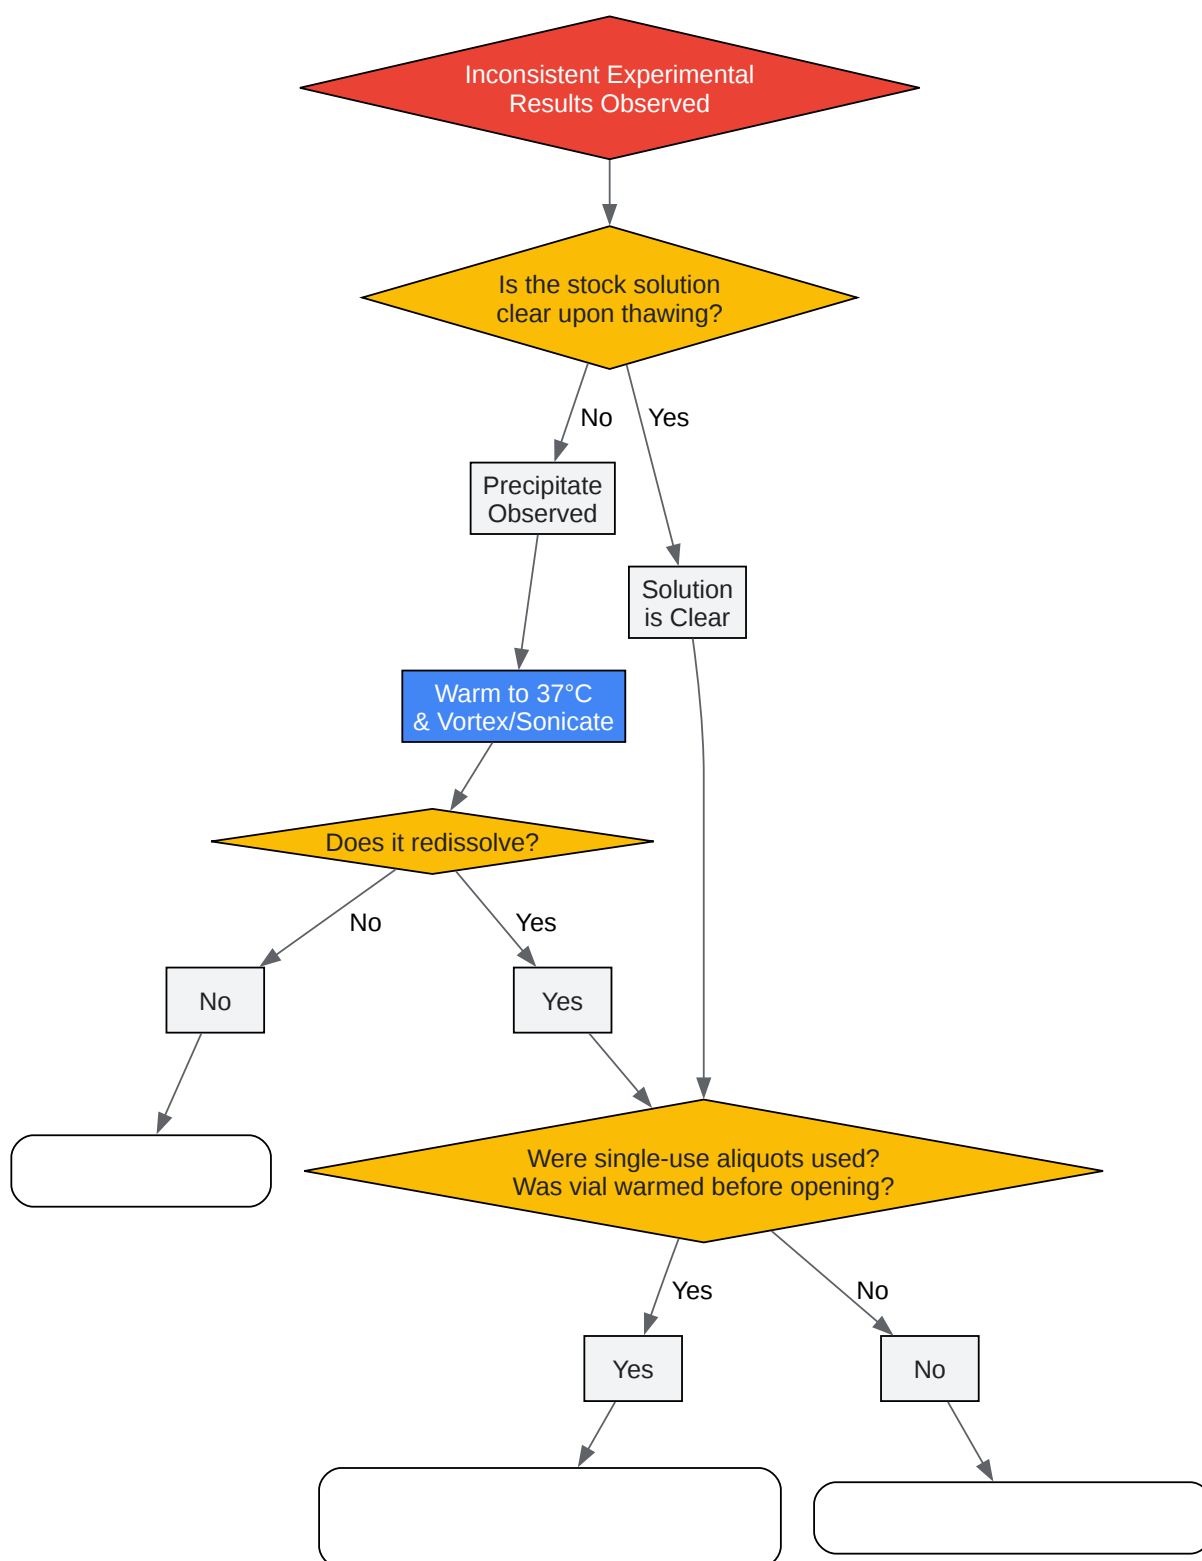 Inconsistent Experimental
Results Observed
Is the stock solution
clear upon thawing?
No
Yes
Precipitate
Observed
Solution
is Clear
Warm to 37°C
& Vortex/Sonicate
Does it redissolve?
No
Yes
No
Yes
Were single-use aliquots used?
Was vial warmed before opening?
Yes
No
Yes
No